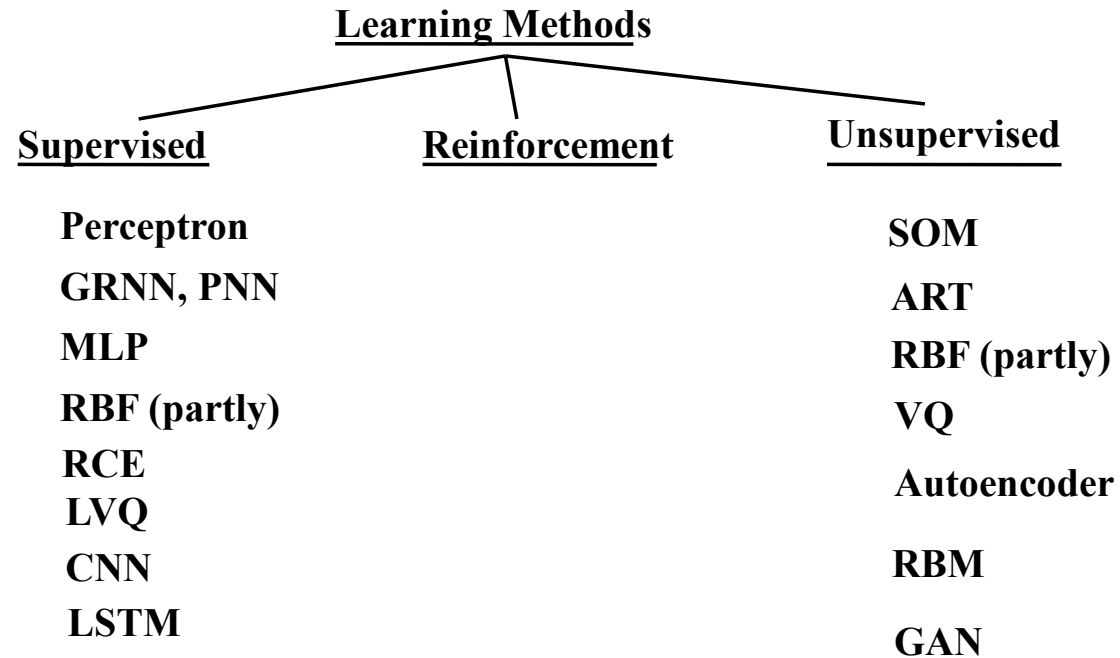 Learning Methods
Supervised
Reinforcement
Unsupervised
Perceptron
GRNN, PNN
MLP
RBF (partly)
RCE
LVQ
CNN
LSTM
SOM
ART
RBF (partly)
VQ
Autoencoder
RBM
GAN